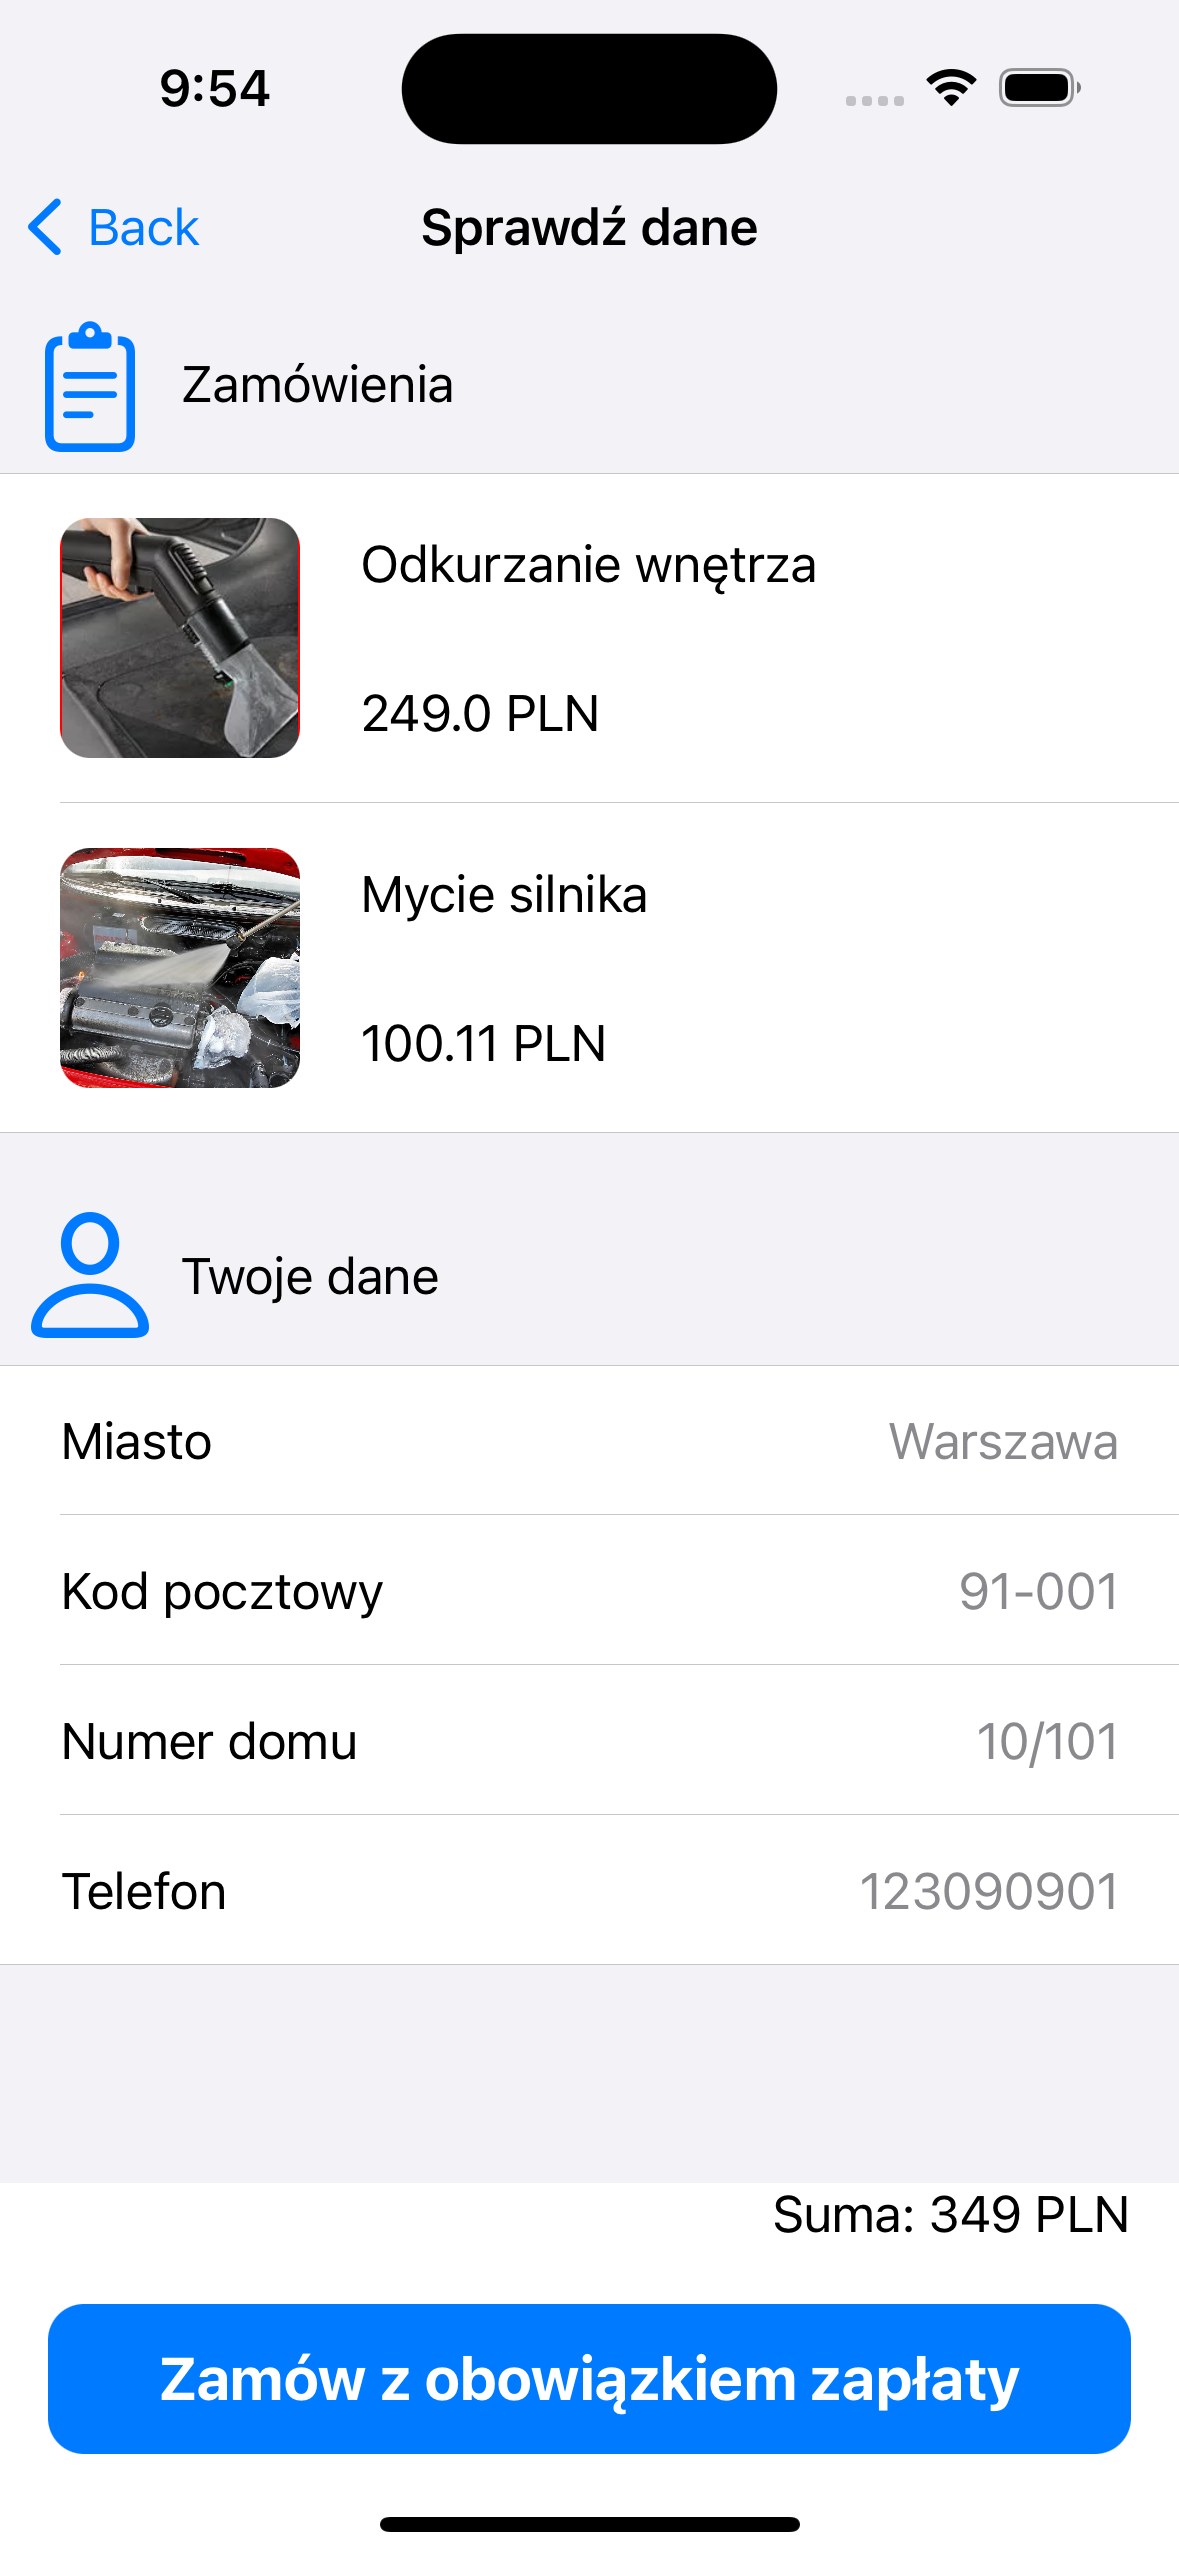 9:54
Back
Sprawdź dane
Zamówienia
Odkurzanie wnętrza
249.0 PLN
Mycie silnika
100.11 PLN
Twoje dane
Miasto
Warszawa
Kod pocztowy
91-001
Numer domu
10/101
Telefon
123090901
Suma: 349 PLN
Zamów z obowiązkiem zapłaty